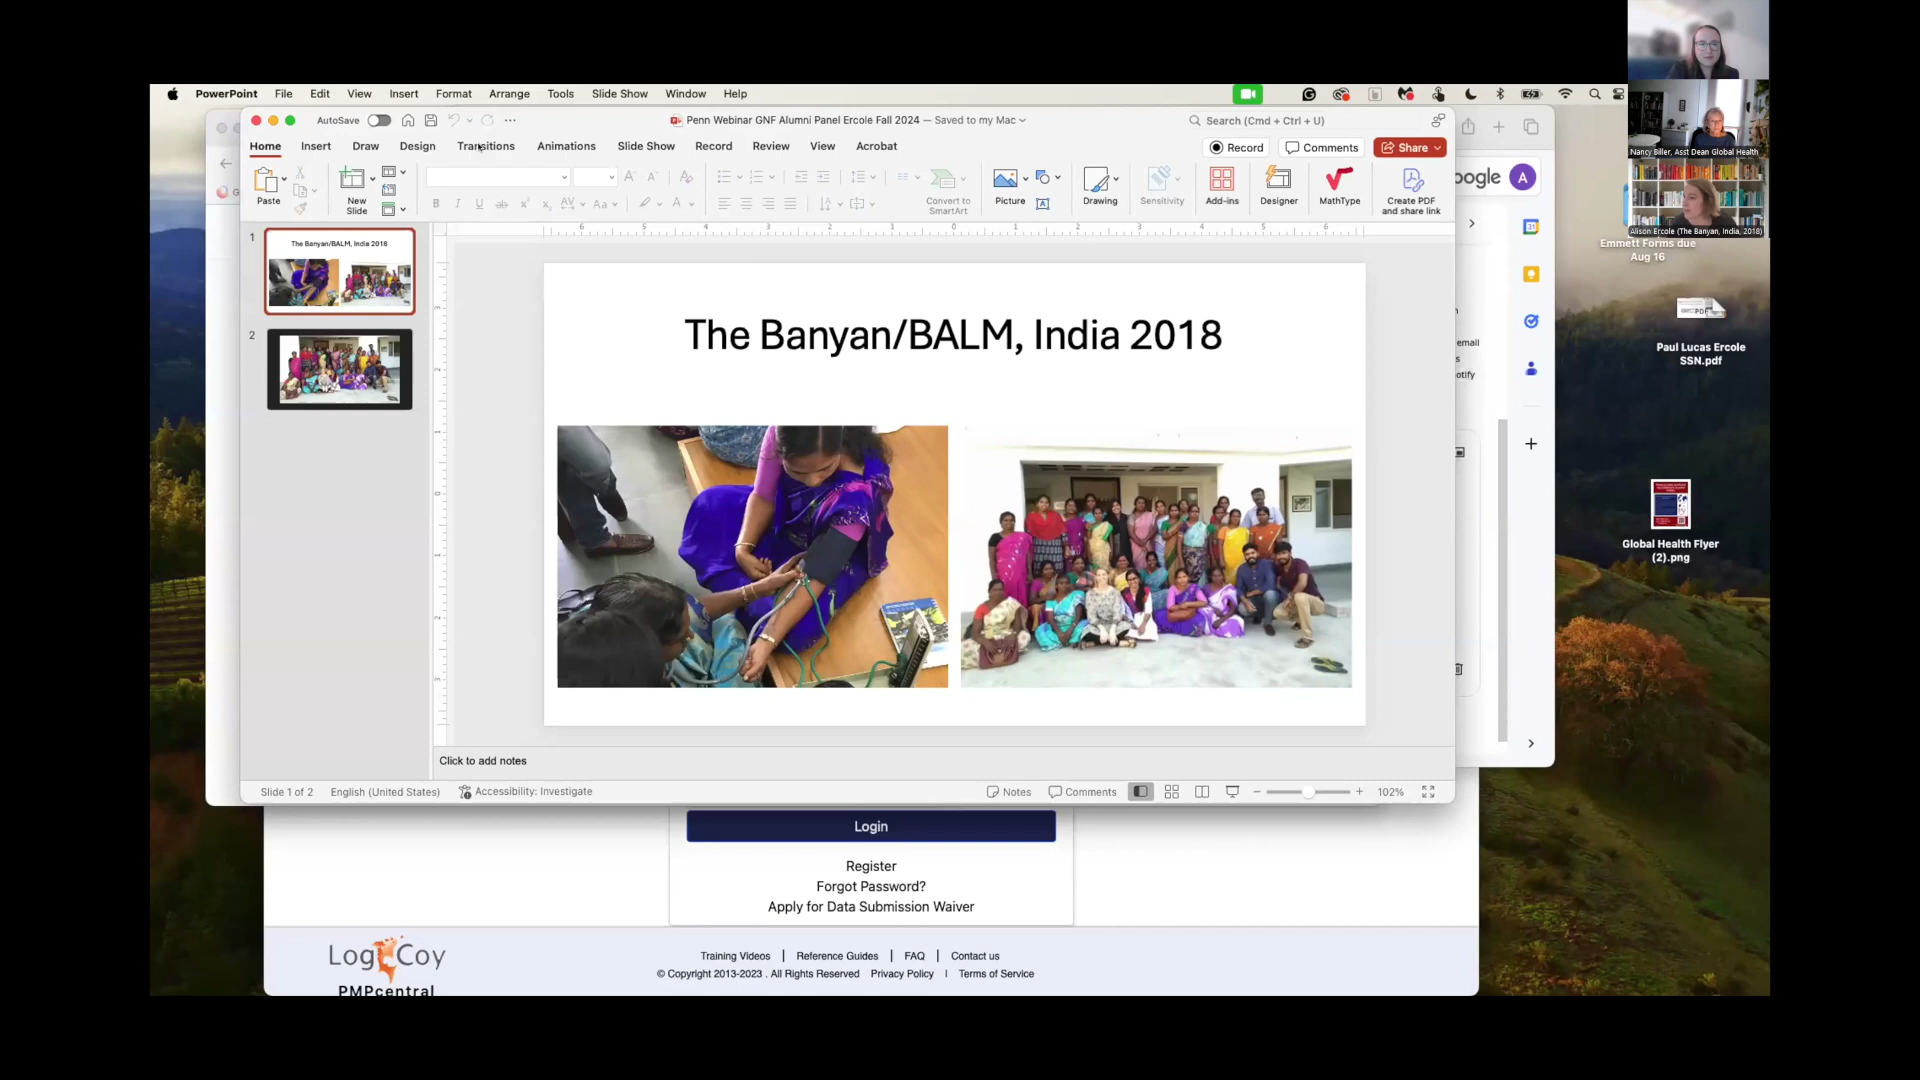 PowerPoint File Edit View Insert Format Arrange Tools Slide Show Window Help
AutoSave
Penn Webinar GNF Alumni Panel Ercole Fall 2024 — Saved to my Mac
Search (Cmd + Ctrl + U)
Home Insert Draw Design Transitions Animations Slide Show Record Review View Acrobat
Record Comments Share
Paste
New
Slide
Convert to
SmartArt
Picture
Drawing
Sensitivity
Add-ins
Designer
MathType
Create PDF
and share link
1
The Banyan/BALM, India 2018
2
The Banyan/BALM, India 2018
Click to add notes
Slide 1 of 2 English (United States) Accessibility: Investigate
Notes Comments 102%
oogle A
email
otify
Nancy Biller, Asst Dean Global Health
Alison Ercole (The Banyan, India, 2018)
Emmett Forms due
Aug 16
PDF
Paul Lucas Ercole
SSN.pdf
Global Health Flyer
(2).png
Login
Register
Forgot Password?
Apply for Data Submission Waiver
LogiCoy
PMPcentral
Training Videos | Reference Guides | FAQ | Contact us
© Copyright 2013-2023 . All Rights Reserved Privacy Policy | Terms of Service